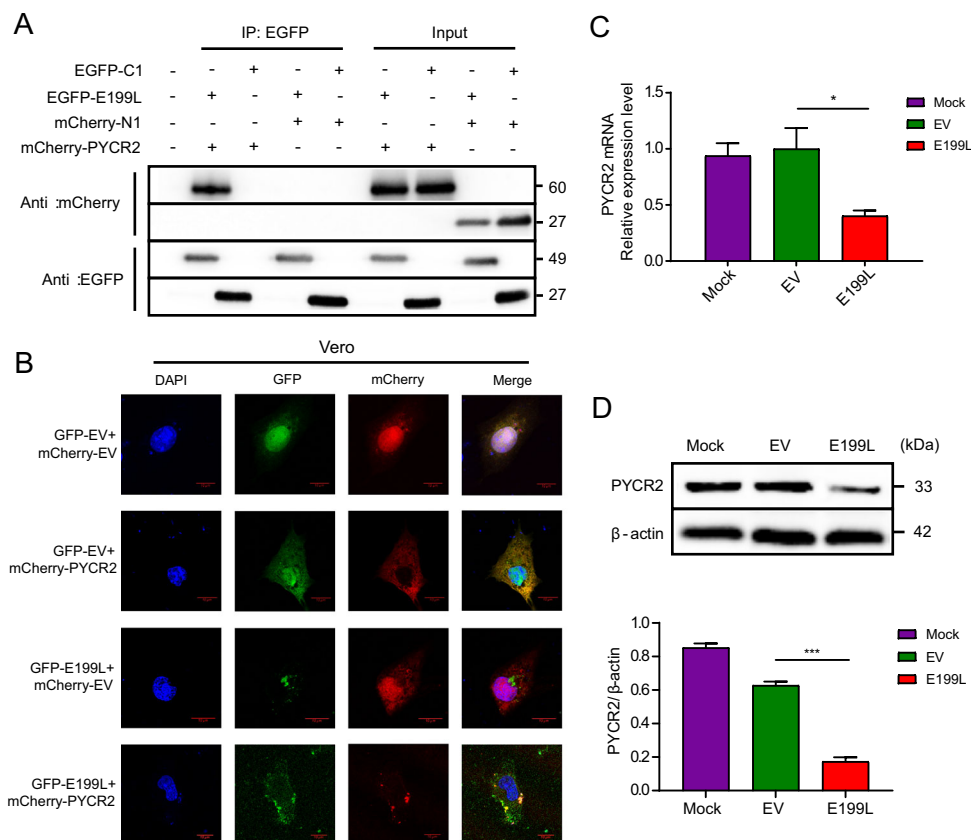 A
IP: EGFP
Input
EGFP-C1 - - + - + - + - +
EGFP-E199L - + - + - + - + -
mCherry-N1 - - - + + - - + +
mCherry-PYCR2 - + + - - + + - -
Anti :mCherry
60
27
Anti :EGFP
49
27
B
Vero
DAPI GFP mCherry Merge
GFP-EV+
mCherry-EV
GFP-EV+
mCherry-PYCR2
GFP-E199L+
mCherry-EV
GFP-E199L+
mCherry-PYCR2
C
PYCR2 mRNA
Relative expression level
1.5
1.0
0.5
0.0
*
Mock
EV
E199L
Mock
EV
E199L
D
Mock EV E199L (kDa)
PYCR2 33
β-actin 42
PYCR2/β-actin
1.0
0.8
0.6
0.4
0.2
0.0
***
Mock EV E199L
Mock
EV
E199L